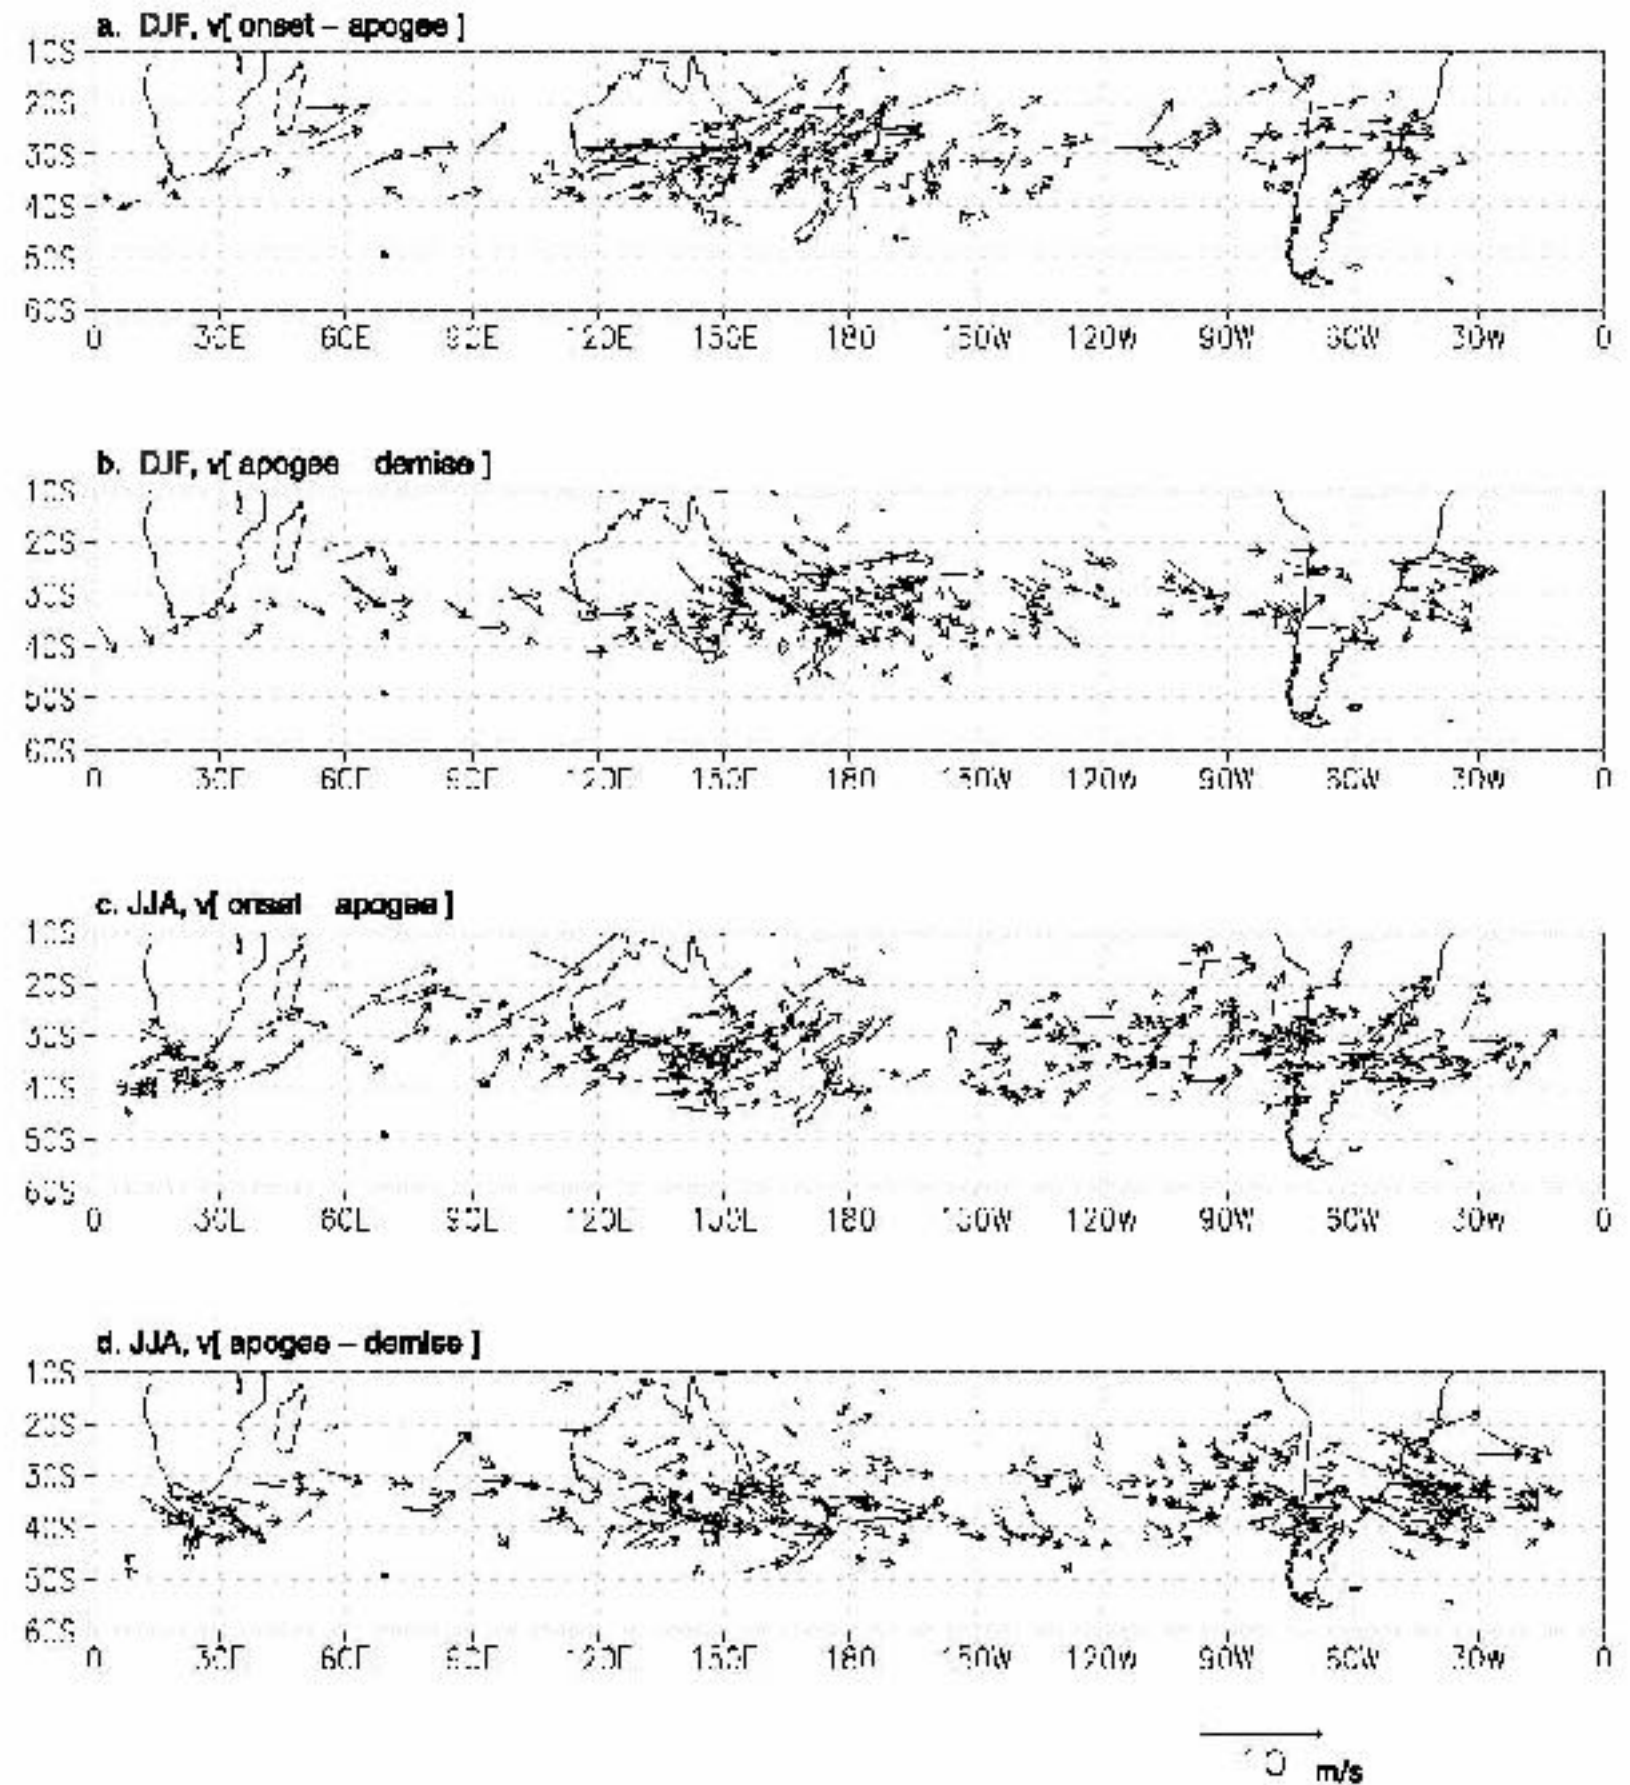 a. DJF, v[ onset – apogee ]
10S
20S
30S
40S
50S
60S
0 30E 60E 90E 120E 150E 180 150W 120W 90W 60W 30W 0
b. DJF, v[ apogee demise ]
10S
20S
30S
40S
50S
60S
0 30E 60E 90E 120E 150E 180 150W 120W 90W 60W 30W 0
c. JJA, v[ onset apogee ]
10S
20S
30S
40S
50S
60S
0 30E 60E 90E 120E 150E 180 150W 120W 90W 60W 30W 0
d. JJA, v[ apogee – demise ]
10S
20S
30S
40S
50S
60S
0 30E 60E 90E 120E 150E 180 150W 120W 90W 60W 30W 0
10 m/s